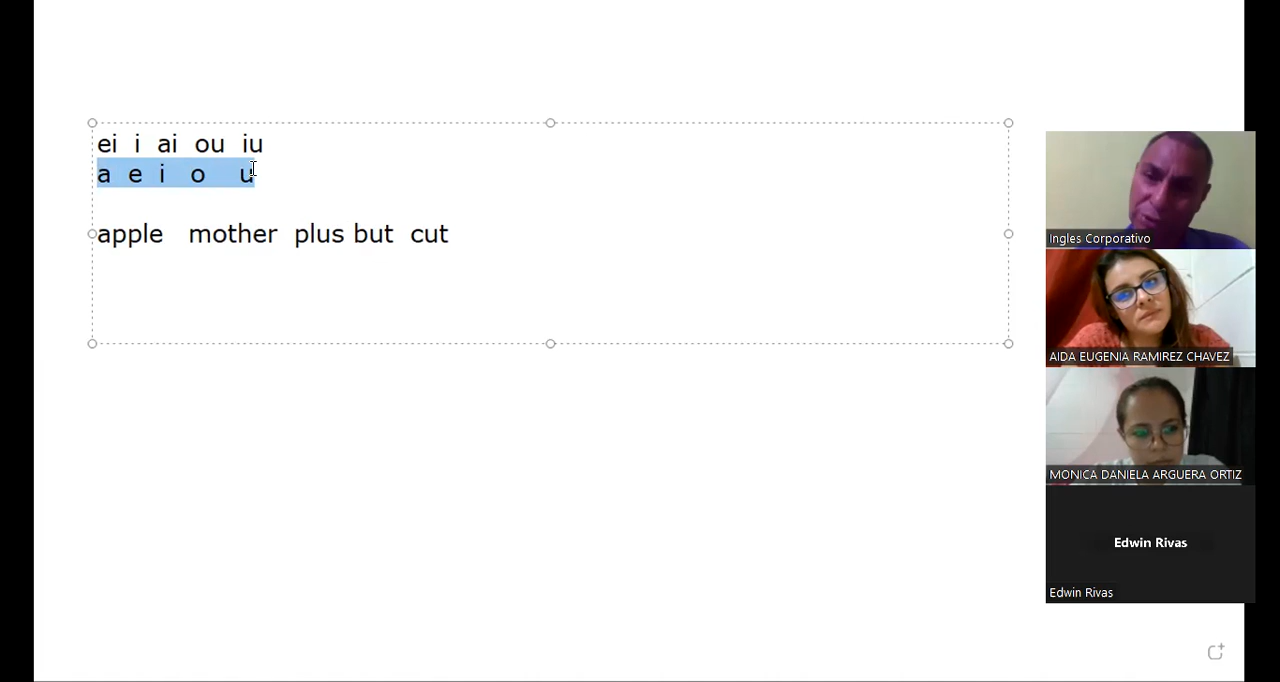 ei i ai ou iu
a e i o u
apple mother plus but cut
Ingles Corporativo
AIDA EUGENIA RAMIREZ CHAVEZ
MONICA DANIELA ARGUERA ORTIZ
Edwin Rivas
Edwin Rivas